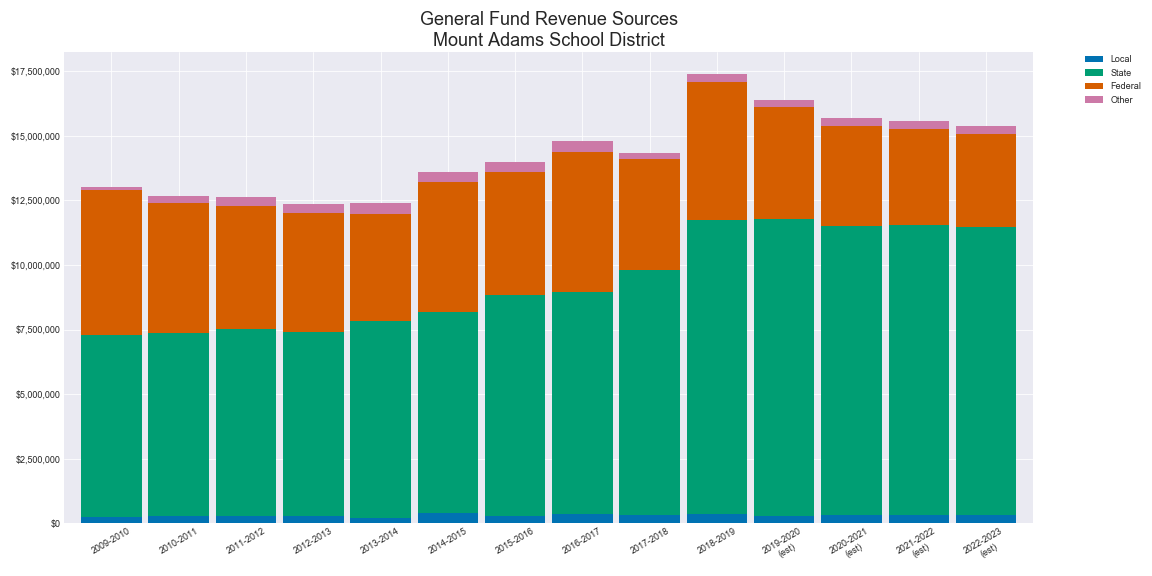 General Fund Revenue Sources
Mount Adams School District
Local
State
Federal
Other
$17,500,000
$15,000,000
$12,500,000
$10,000,000
$7,500,000
$5,000,000
$2,500,000
$0
2009-2010
2010-2011
2011-2012
2012-2013
2013-2014
2014-2015
2015-2016
2016-2017
2017-2018
2018-2019
2019-2020
(est)
2020-2021
(est)
2021-2022
(est)
2022-2023
(est)